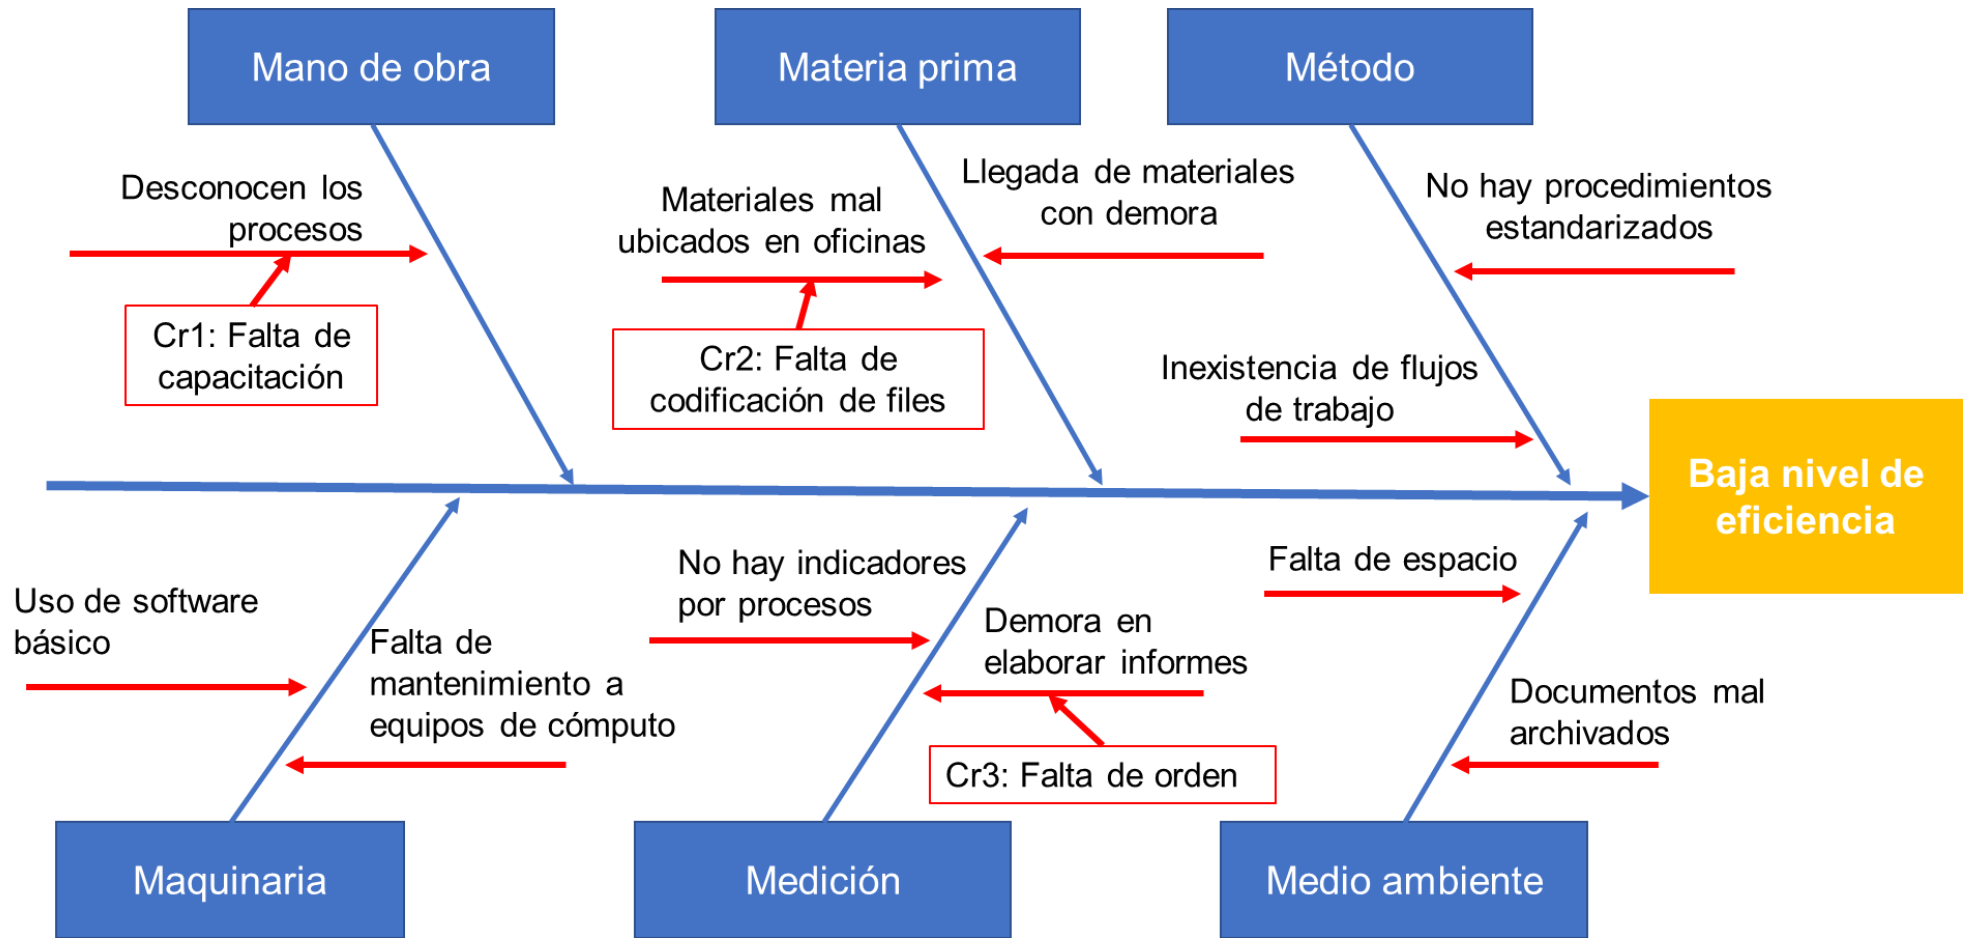 Mano de obra
Materia prima
Método
Desconocen los
procesos
Cr1: Falta de
capacitación
Materiales mal
ubicados en oficinas
Cr2: Falta de
codificación de files
Llegada de materiales
con demora
No hay procedimientos
estandarizados
Inexistencia de flujos
de trabajo
Baja nivel de
eficiencia
Uso de software
básico
Falta de
mantenimiento a
equipos de cómputo
No hay indicadores
por procesos
Demora en
elaborar informes
Cr3: Falta de orden
Falta de espacio
Documentos mal
archivados
Maquinaria
Medición
Medio ambiente